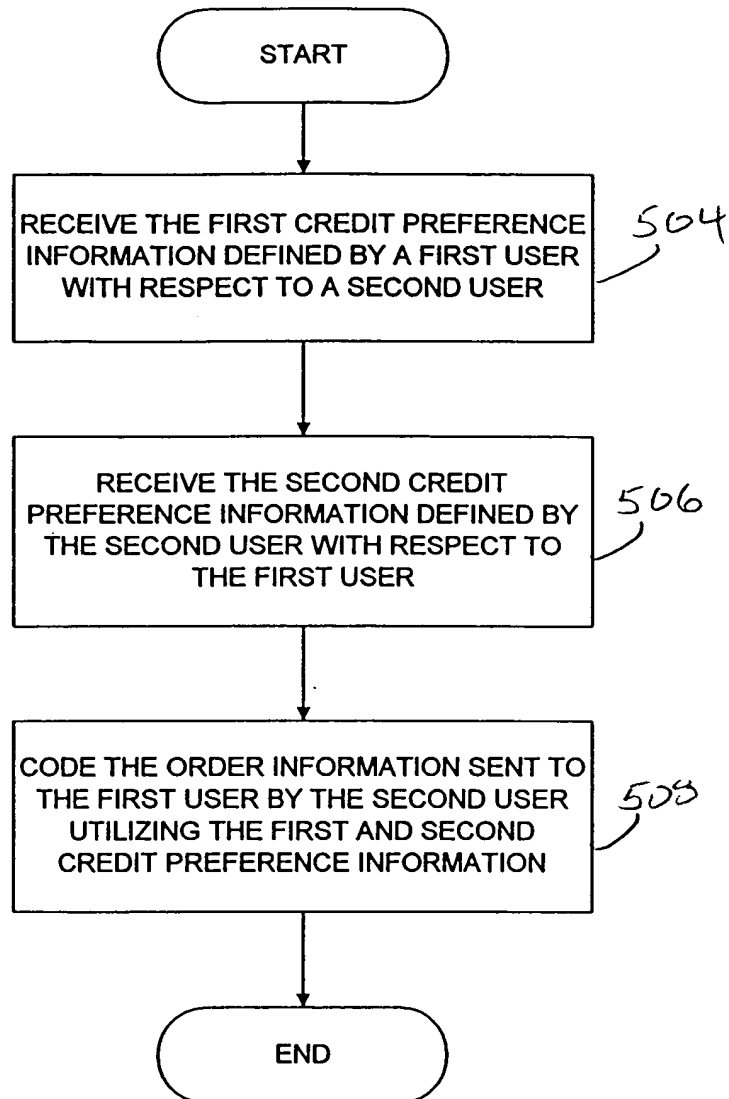 START
RECEIVE THE FIRST CREDIT PREFERENCE
INFORMATION DEFINED BY A FIRST USER
WITH RESPECT TO A SECOND USER
504
RECEIVE THE SECOND CREDIT
PREFERENCE INFORMATION DEFINED BY
THE SECOND USER WITH RESPECT TO
THE FIRST USER
506
CODE THE ORDER INFORMATION SENT TO
THE FIRST USER BY THE SECOND USER
UTILIZING THE FIRST AND SECOND
CREDIT PREFERENCE INFORMATION
508
END